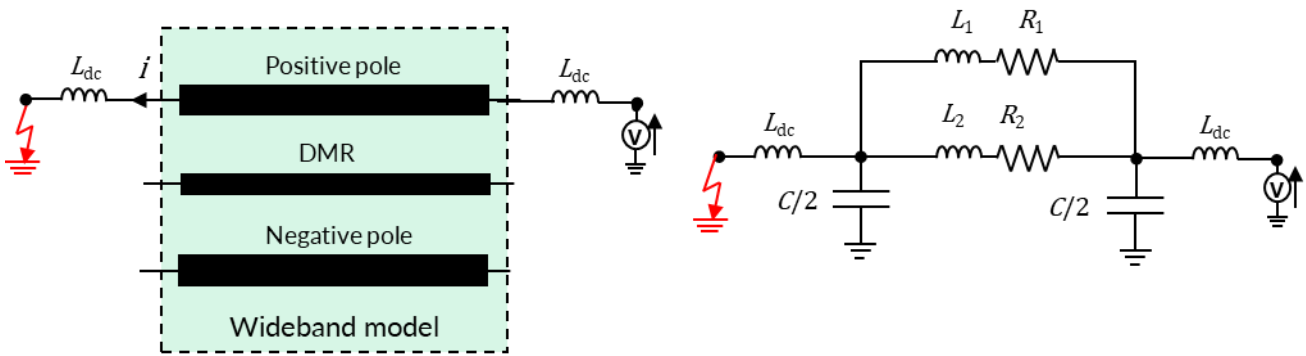 L_dc
i
Positive pole
L_dc
V
DMR
Negative pole
Wideband model
L_1
R_1
L_dc
L_2
R_2
L_dc
V
C/2
C/2